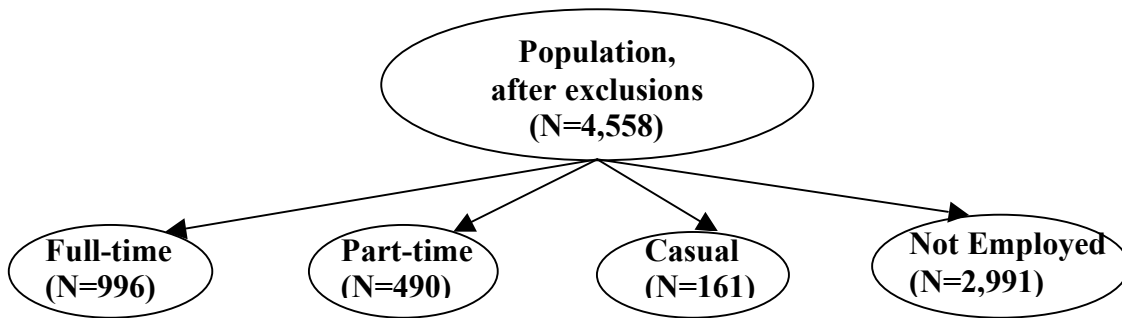 Population,
after exclusions
(N=4,558)
Full-time
(N=996)
Part-time
(N=490)
Casual
(N=161)
Not Employed
(N=2,991)